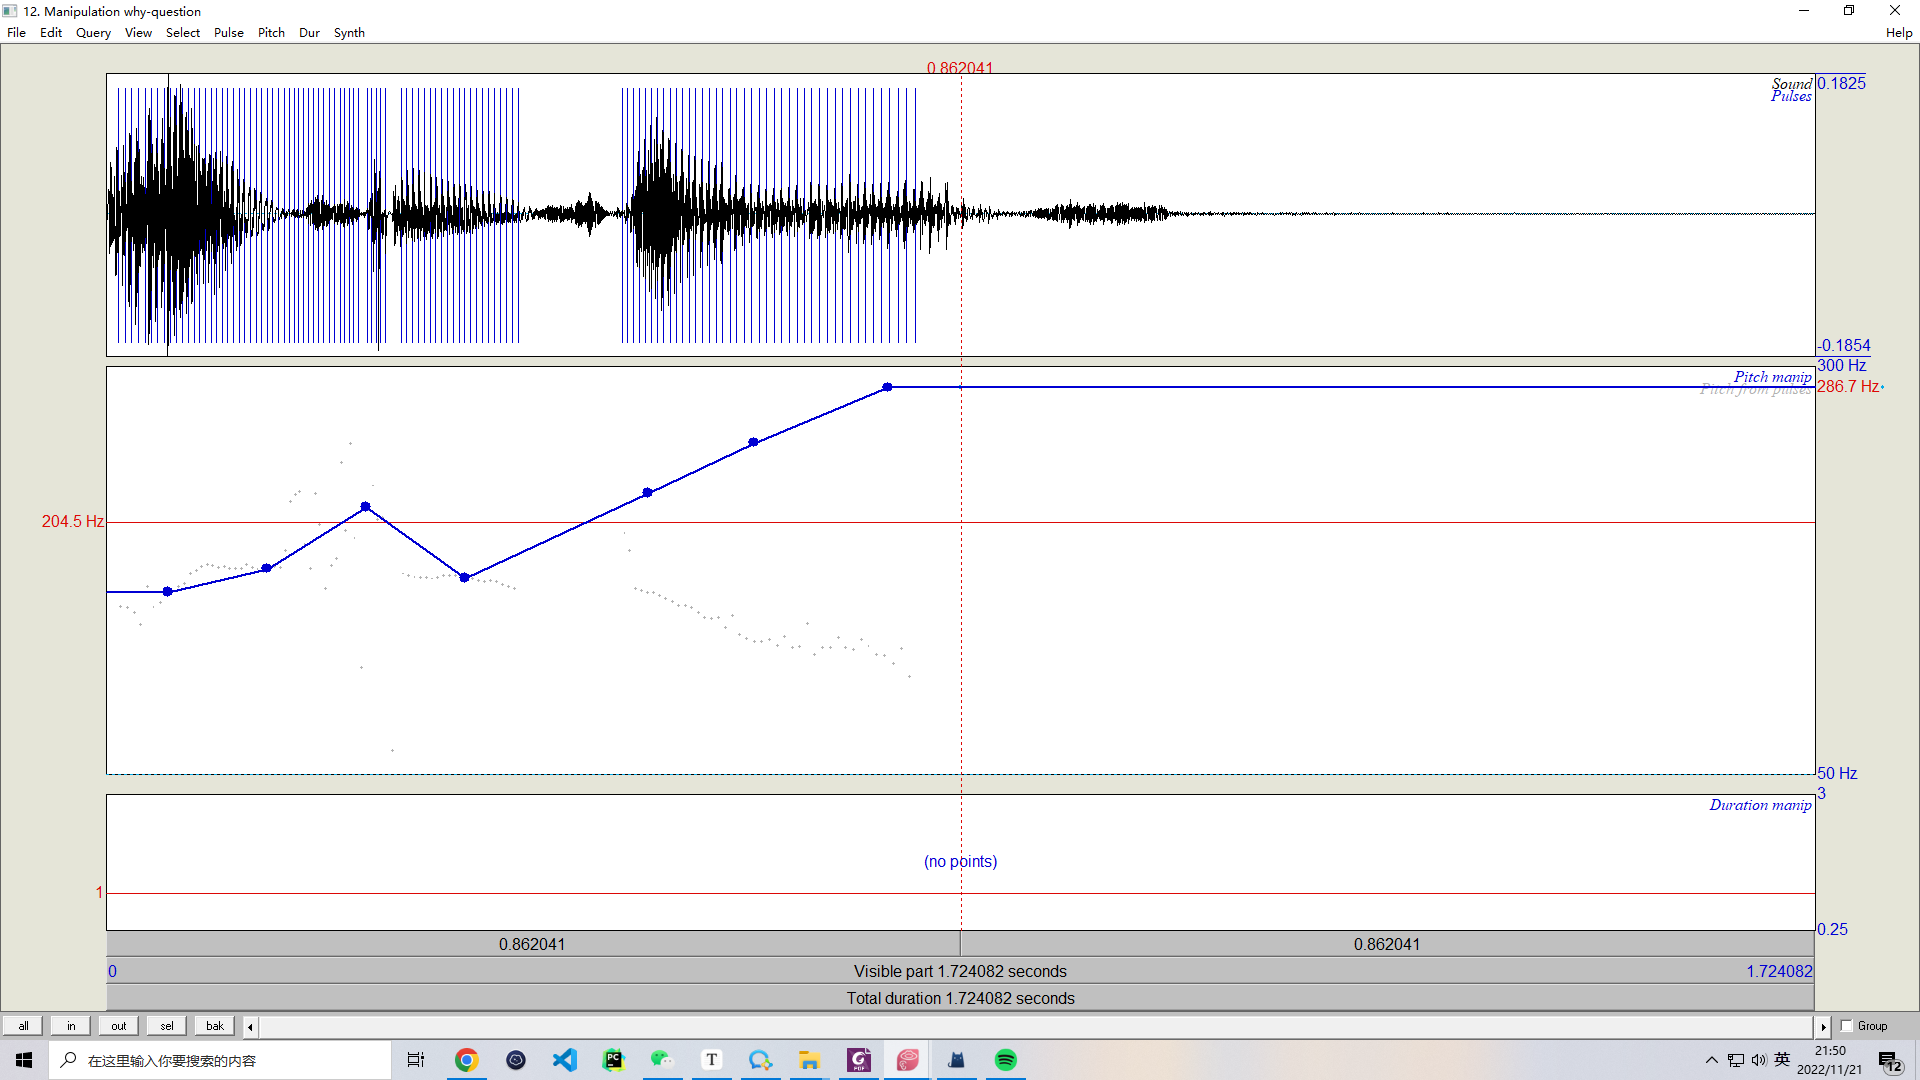 12. Manipulation why-question
File Edit Query View Select Pulse Pitch Dur Synth Help
0.862041
Sound
Pulses
0.1825
-0.1854
300 Hz
Pitch manip
286.7 Hz
Pitch from pulses
204.5 Hz
50 Hz
3
Duration manip
(no points)
1
0.25
0.862041 0.862041
0 Visible part 1.724082 seconds 1.724082
Total duration 1.724082 seconds
all in out sel bak Group
在这里输入你要搜索的内容
英
21:50
2022/11/21
12
PC
T
G
PDF